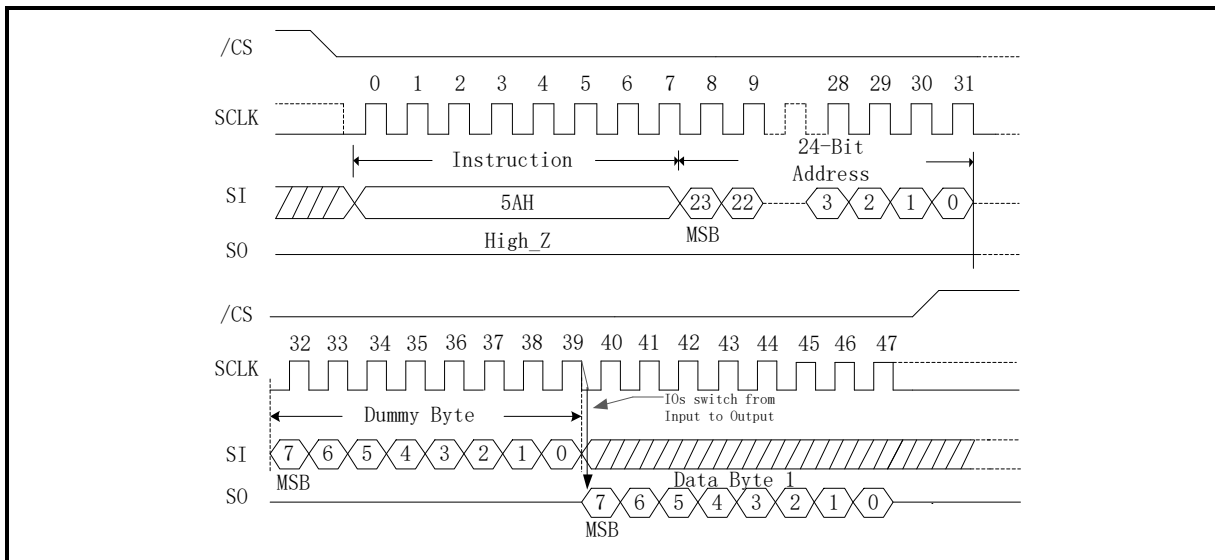 /CS
0 1 2 3 4 5 6 7 8 9 28 29 30 31
SCLK
Instruction
24-Bit
Address
SI
5AH
23 22 3 2 1 0
MSB
High_Z
SO
/CS
32 33 34 35 36 37 38 39 40 41 42 43 44 45 46 47
SCLK
IOs switch from
Input to Output
Dummy Byte
SI
7 6 5 4 3 2 1 0
MSB
Data Byte 1
SO
7 6 5 4 3 2 1 0
MSB